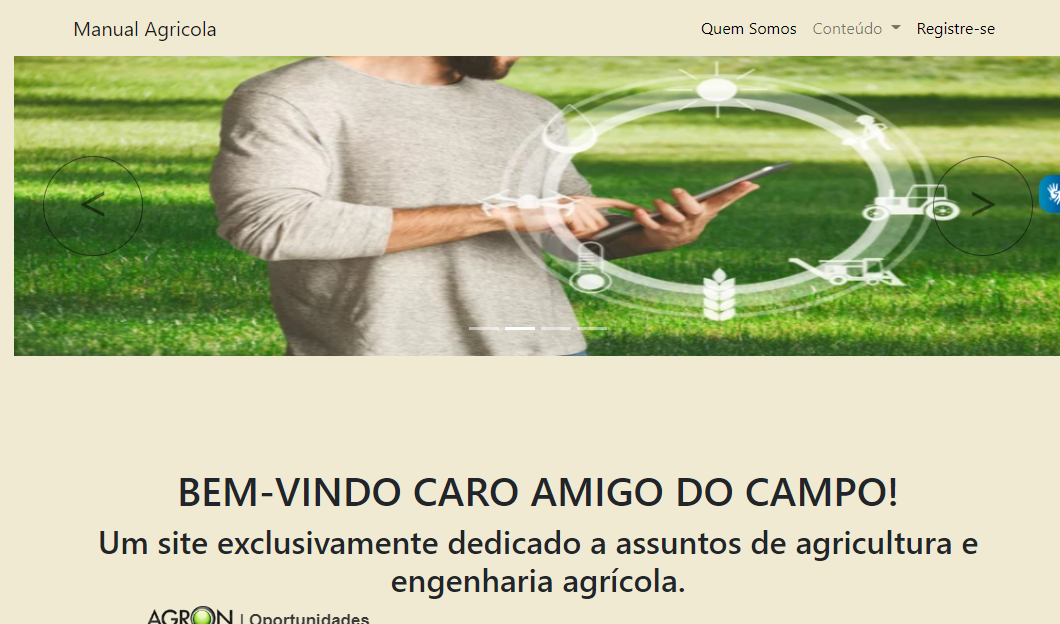 Manual Agricola
Quem Somos Conteúdo Registre-se
< >
BEM-VINDO CARO AMIGO DO CAMPO!
Um site exclusivamente dedicado a assuntos de agricultura e
engenharia agrícola.
AGRON | Oportunidades